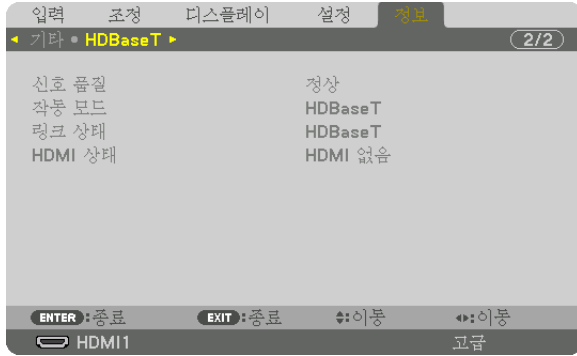 입력 조정 디스플레이 설정 정보
◂ 기타 • HDBaseT ▸ 2/2
신호 품질 정상
작동 모드 HDBaseT
링크 상태 HDBaseT
HDMI 상태 HDMI 없음
ENTER :종료 EXIT :종료 :이동 :이동
HDMI1 고급